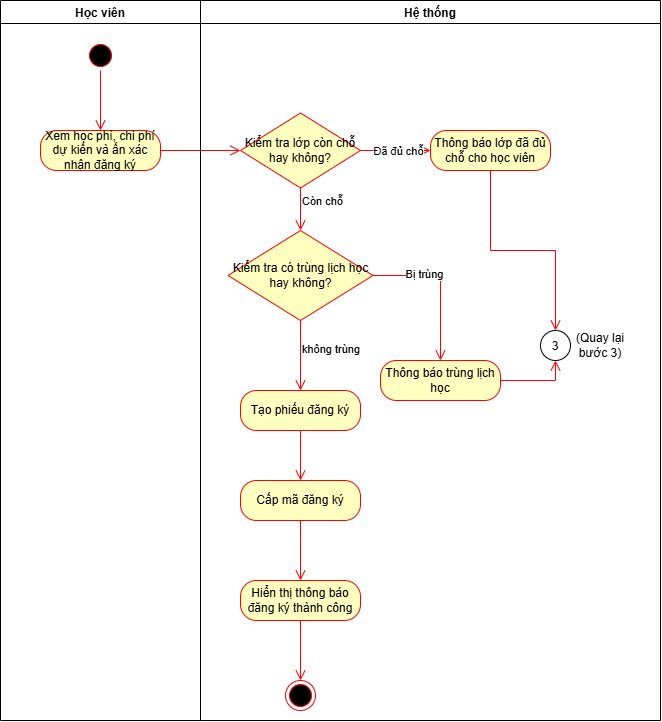 Học viên
Hệ thống
Xem học phí, chi phí
dự kiến và ấn xác
nhận đăng ký
Kiểm tra lớp còn chỗ
hay không?
Đã đủ chỗ
Thông báo lớp đã đủ
chỗ cho học viên
Còn chỗ
Kiểm tra có trùng lịch học
hay không?
Bị trùng
3
(Quay lại
bước 3)
không trùng
Thông báo trùng lịch
học
Tạo phiếu đăng ký
Cấp mã đăng ký
Hiển thị thông báo
đăng ký thành công